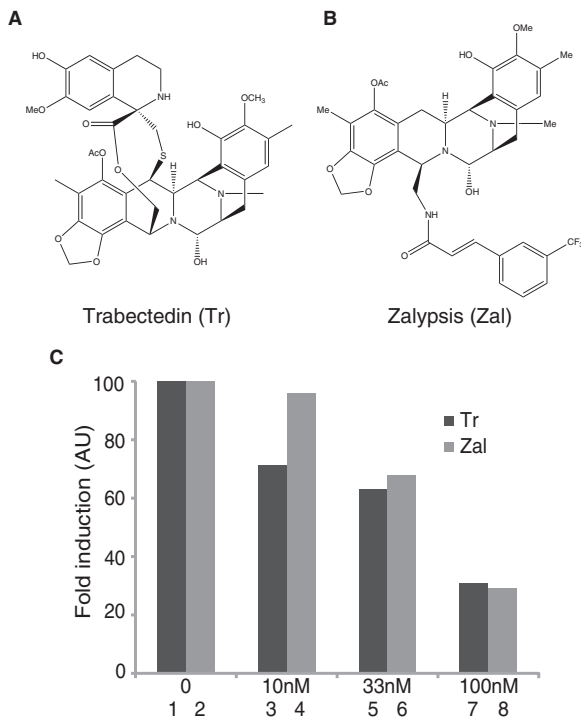 A
B
HO
MeO
NH
O
O
S
AcO
H
HO
OCH3
N
N
O
O
OH
Trabectedin (Tr)
OMe
HO
Me
OAc
Me
H
N
Me
N
O
O
OH
NH
O
CF3
Zalypsis (Zal)
C
Fold induction (AU)
100
80
60
40
20
0
Tr
Zal
0 10nM 33nM 100nM
1 2 3 4 5 6 7 8